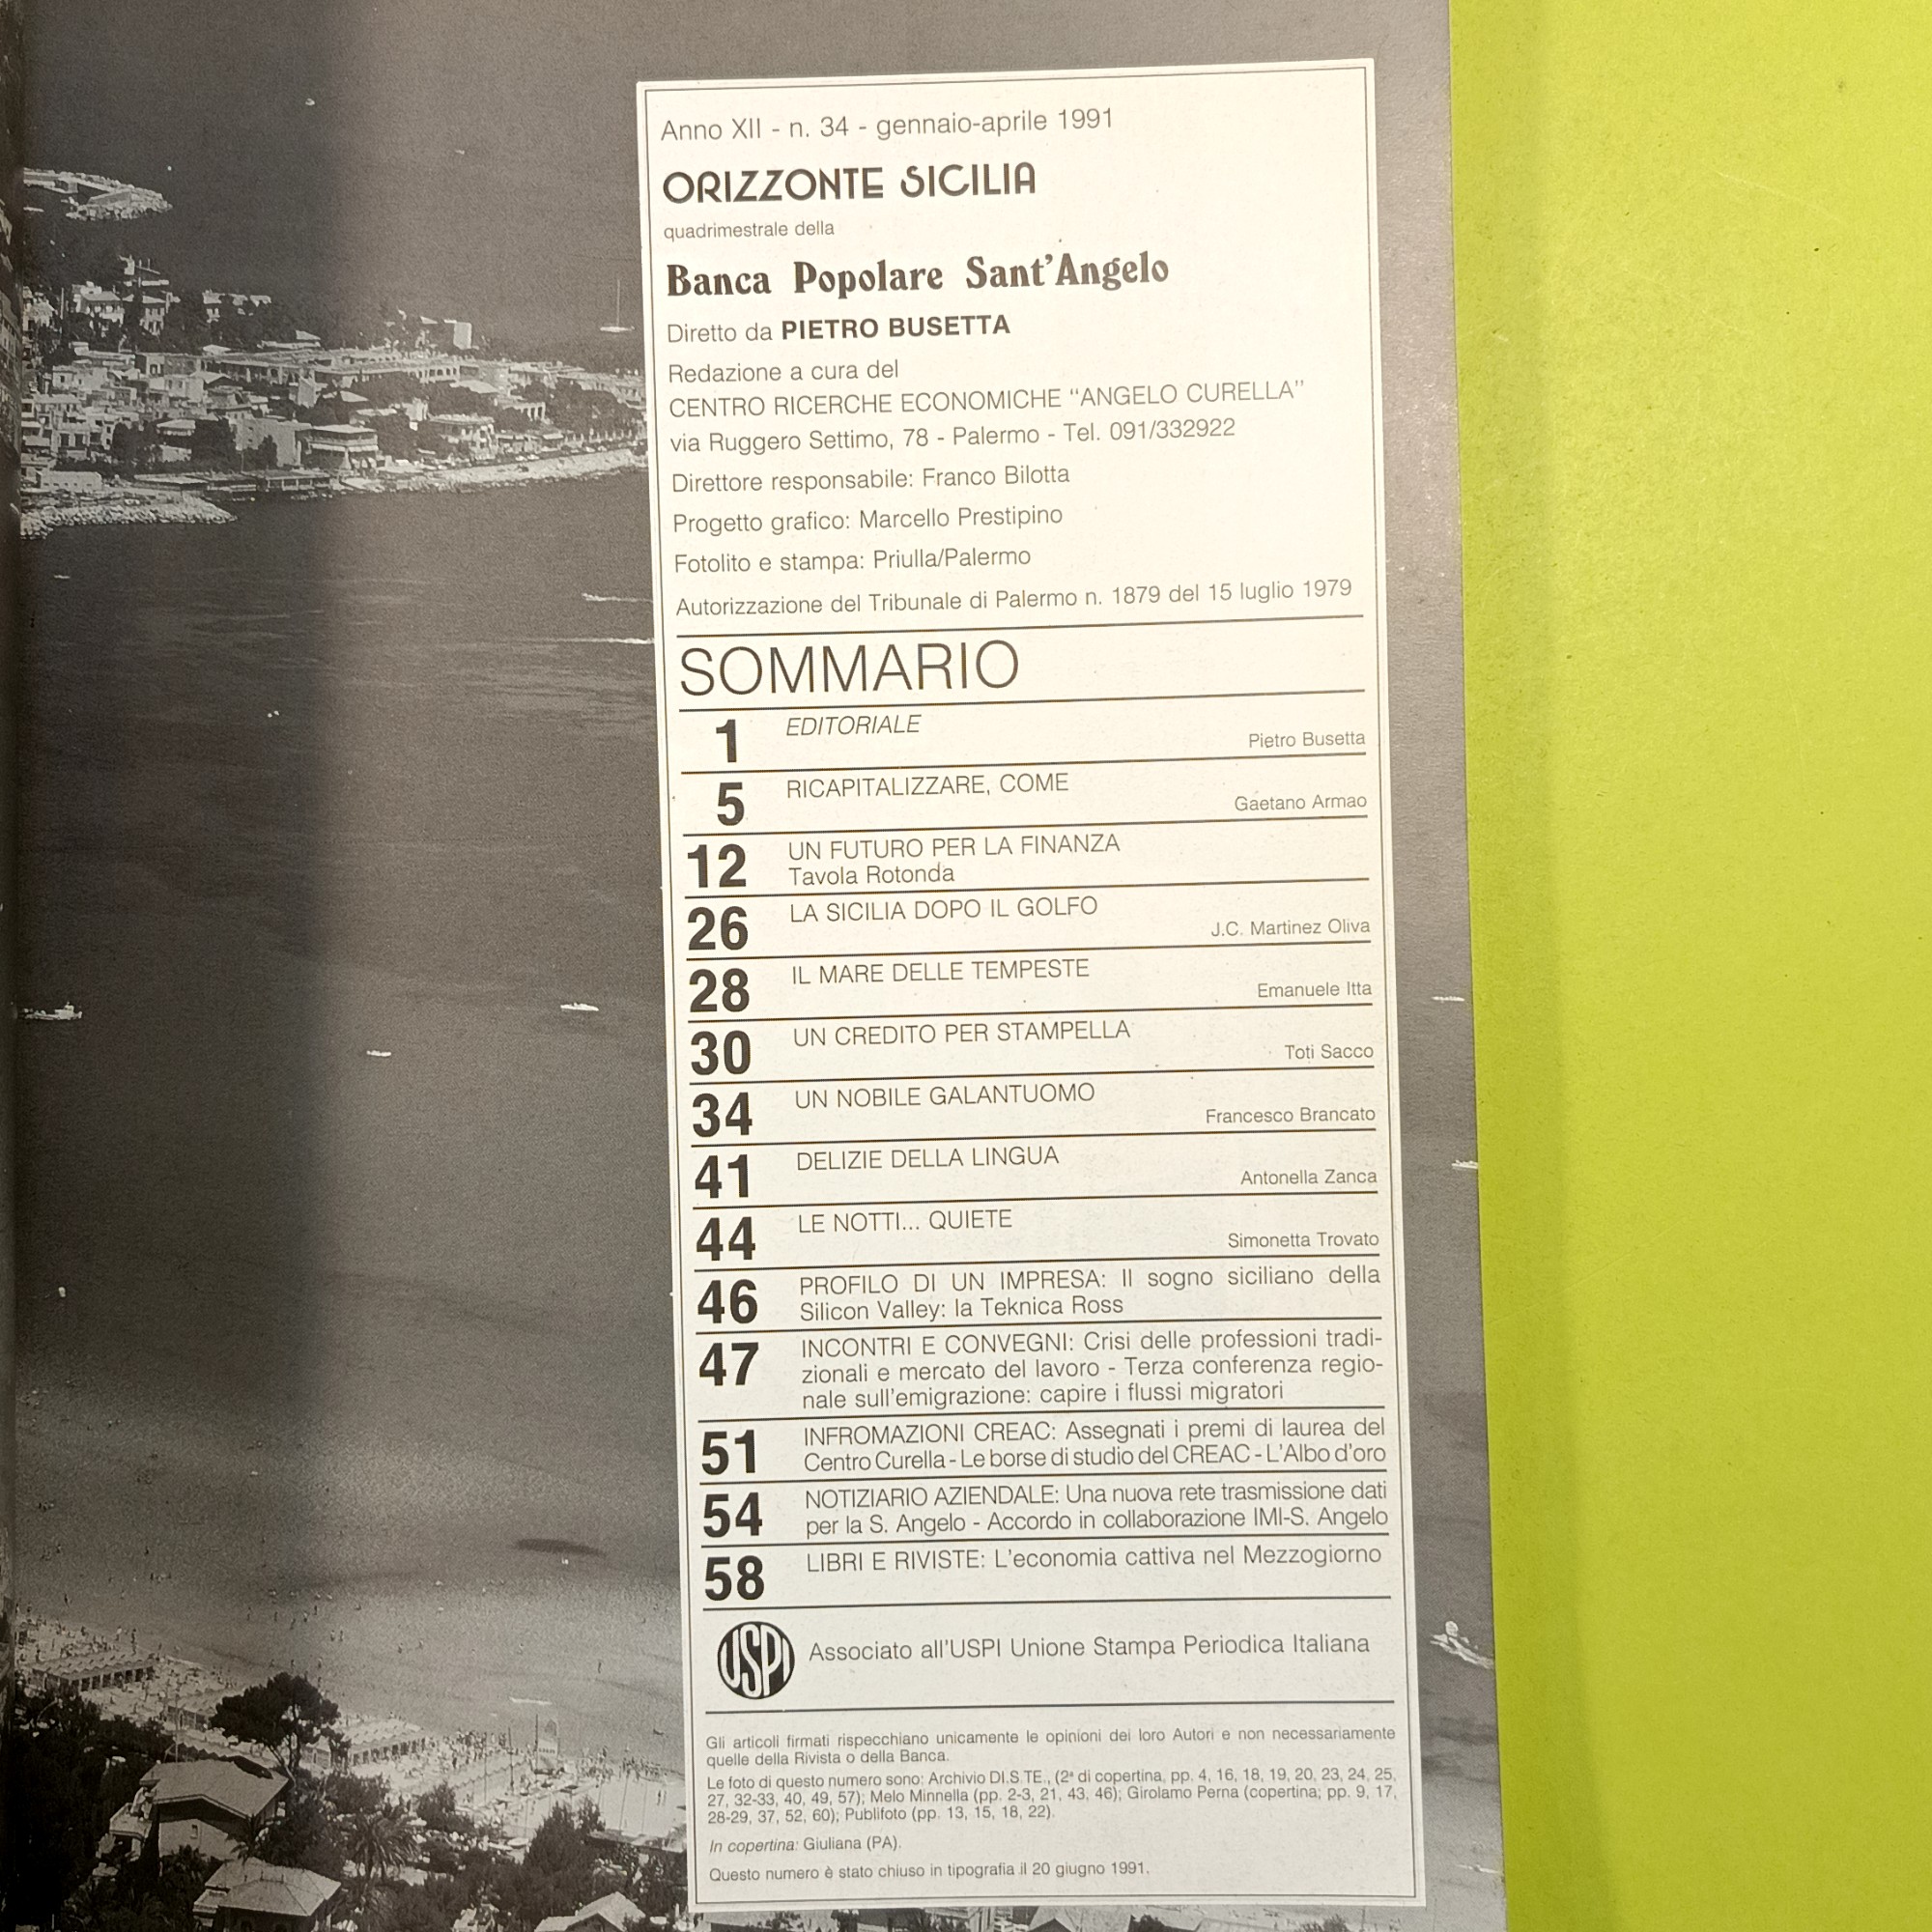 Anno XII - n. 34 - gennaio-aprile 1991
ORIZZONTE SICILIA
quadrimestrale della
Banca Popolare Sant'Angelo
Diretto da PIETRO BUSETTA
Redazione a cura del
CENTRO RICERCHE ECONOMICHE "ANGELO CURELLA"
via Ruggero Settimo, 78 - Palermo - Tel. 091/332922
Direttore responsabile: Franco Bilotta
Progetto grafico: Marcello Prestipino
Fotolito e stampa: Priulla/Palermo
Autorizzazione del Tribunale di Palermo n. 1879 del 15 luglio 1979
SOMMARIO
1 EDITORIALE
Pietro Busetta
5 RICAPITALIZZARE, COME
Gaetano Armao
12 UN FUTURO PER LA FINANZA
Tavola Rotonda
26 LA SICILIA DOPO IL GOLFO
J.C. Martinez Oliva
28 IL MARE DELLE TEMPESTE
Emanuele Itta
30 UN CREDITO PER STAMPELLA
Toti Sacco
34 UN NOBILE GALANTUOMO
Francesco Brancato
41 DELIZIE DELLA LINGUA
Antonella Zanca
44 LE NOTTI... QUIETE
Simonetta Trovato
46 PROFILO DI UN IMPRESA: Il sogno siciliano della
Silicon Valley: la Teknica Ross
47 INCONTRI E CONVEGNI: Crisi delle professioni tradi-
zionali e mercato del lavoro - Terza conferenza regio-
nale sull'emigrazione: capire i flussi migratori
51 INFROMAZIONI CREAC: Assegnati i premi di laurea del
Centro Curella - Le borse di studio del CREAC - L'Albo d'oro
54 NOTIZIARIO AZIENDALE: Una nuova rete trasmissione dati
per la S. Angelo - Accordo in collaborazione IMI-S. Angelo
58 LIBRI E RIVISTE: L'economia cattiva nel Mezzogiorno
USPI Associato all'USPI Unione Stampa Periodica Italiana
Gli articoli firmati rispecchiano unicamente le opinioni dei loro Autori e non necessariamente
quelle della Rivista o della Banca.
Le foto di questo numero sono: Archivio DI.S.TE., (2ª di copertina, pp. 4, 16, 18, 19, 20, 23, 24, 25,
27, 32-33, 40, 49, 57); Melo Minnella (pp. 2-3, 21, 43, 46); Girolamo Perna (copertina; pp. 9, 17,
28-29, 37, 52, 60); Publifoto (pp. 13, 15, 18, 22).
In copertina: Giuliana (PA).
Questo numero è stato chiuso in tipografia il 20 giugno 1991.